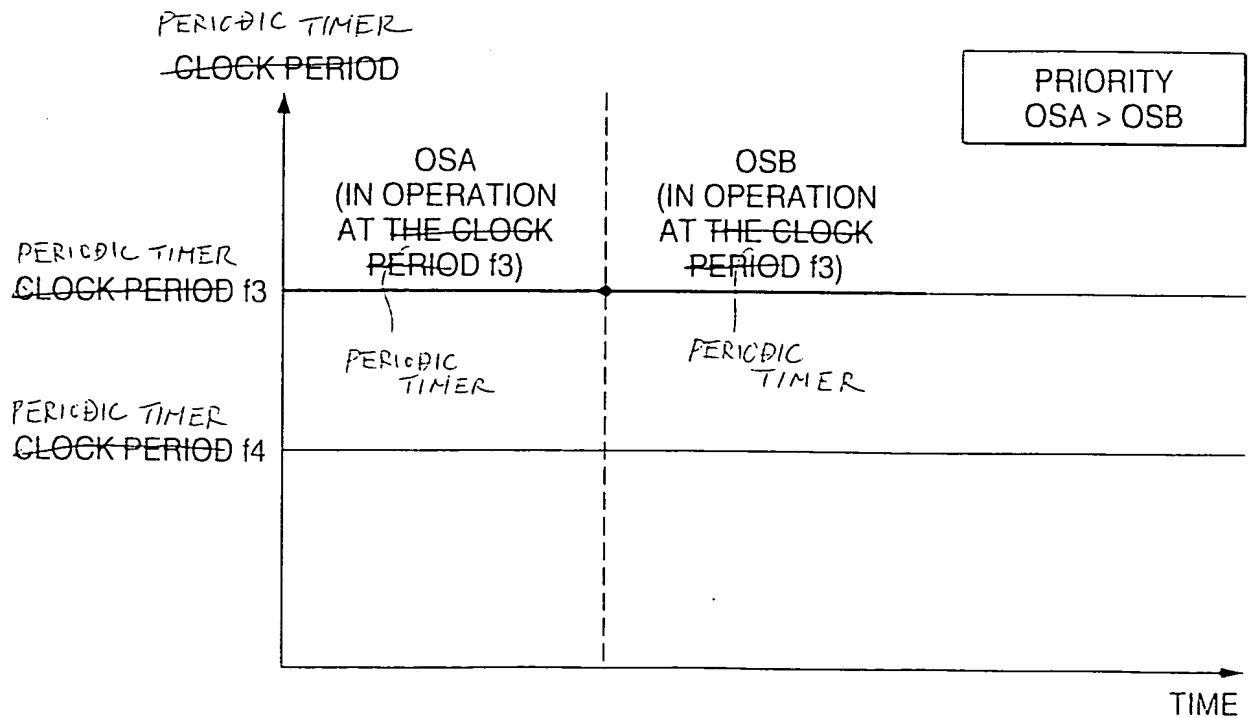 PERIODIC TIMER
CLOCK PERIOD
PRIORITY
OSA > OSB
OSA
(IN OPERATION
AT THE CLOCK
PERIOD f3)
OSB
(IN OPERATION
AT THE CLOCK
PERIOD f3)
PERIODIC TIMER
CLOCK PERIOD f3
PERIODIC
TIMER
PERIODIC
TIMER
PERIODIC TIMER
CLOCK PERIOD f4
TIME